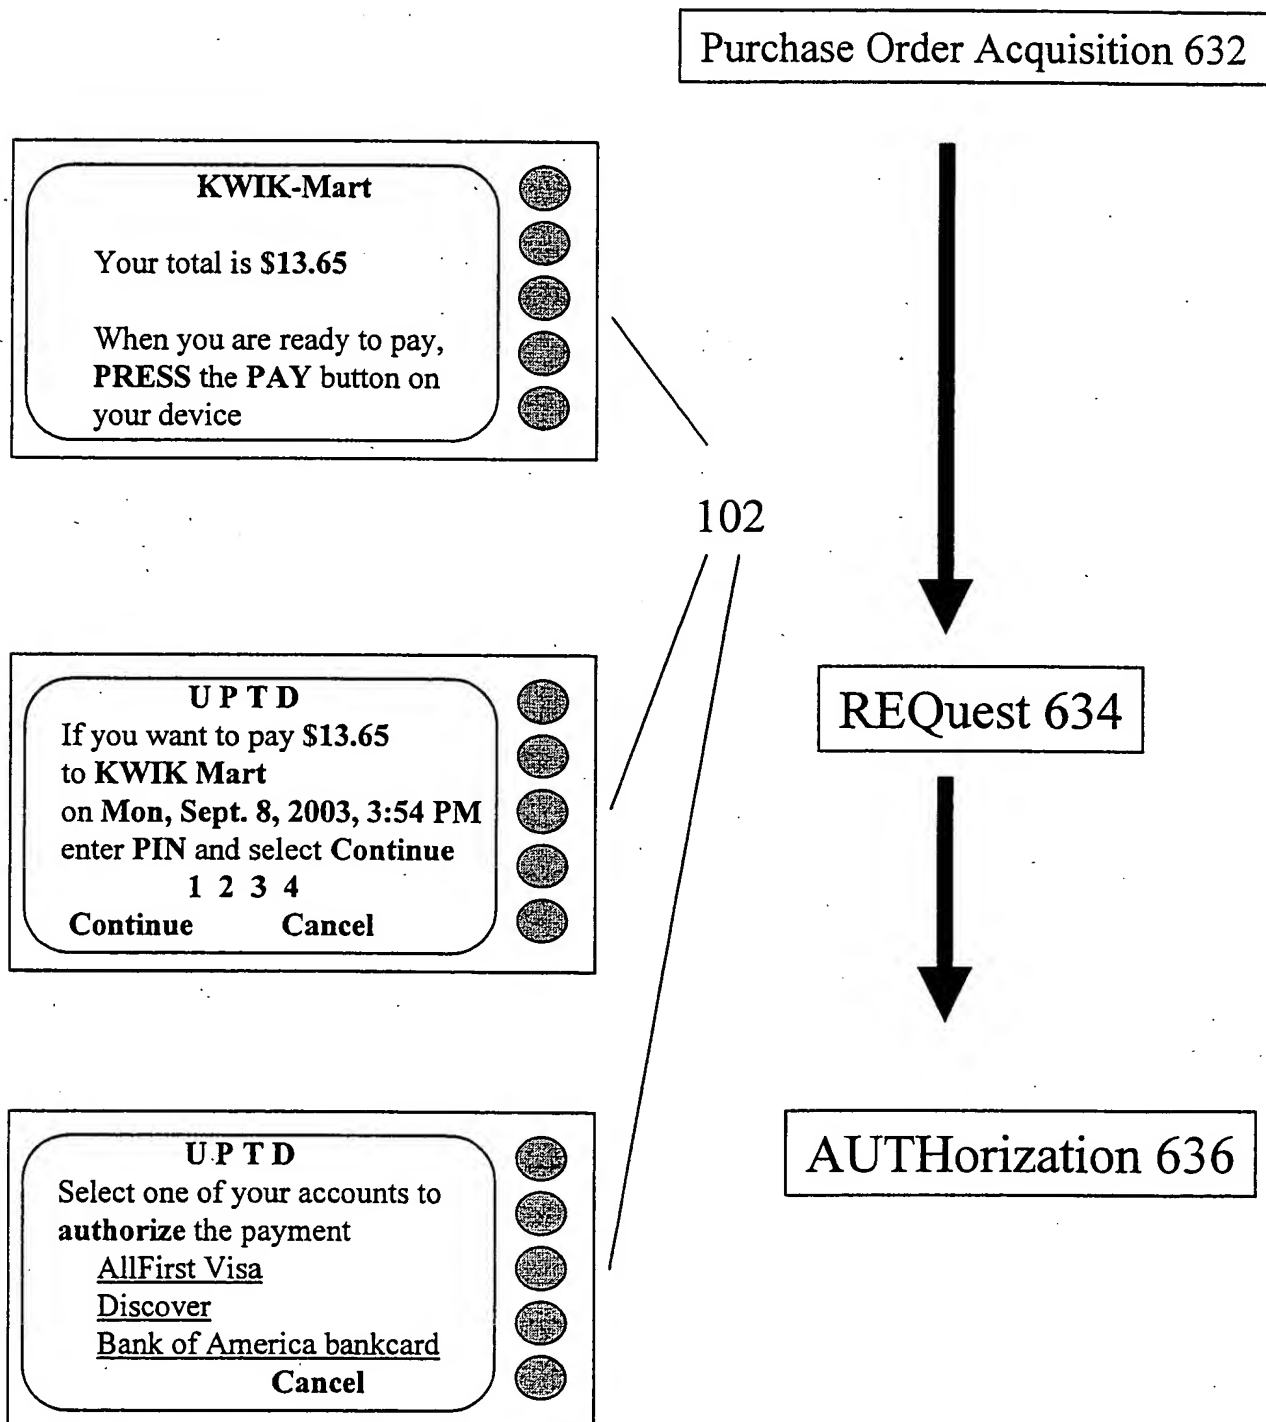 Purchase Order Acquisition 632
KWIK-Mart
Your total is $13.65
When you are ready to pay,
PRESS the PAY button on
your device
102
UPTD
If you want to pay $13.65
to KWIK Mart
on Mon, Sept. 8, 2003, 3:54 PM
enter PIN and select Continue
1 2 3 4
Continue Cancel
REQuest 634
UPTD
Select one of your accounts to
authorize the payment
AllFirst Visa
Discover
Bank of America bankcard
Cancel
AUTHorization 636